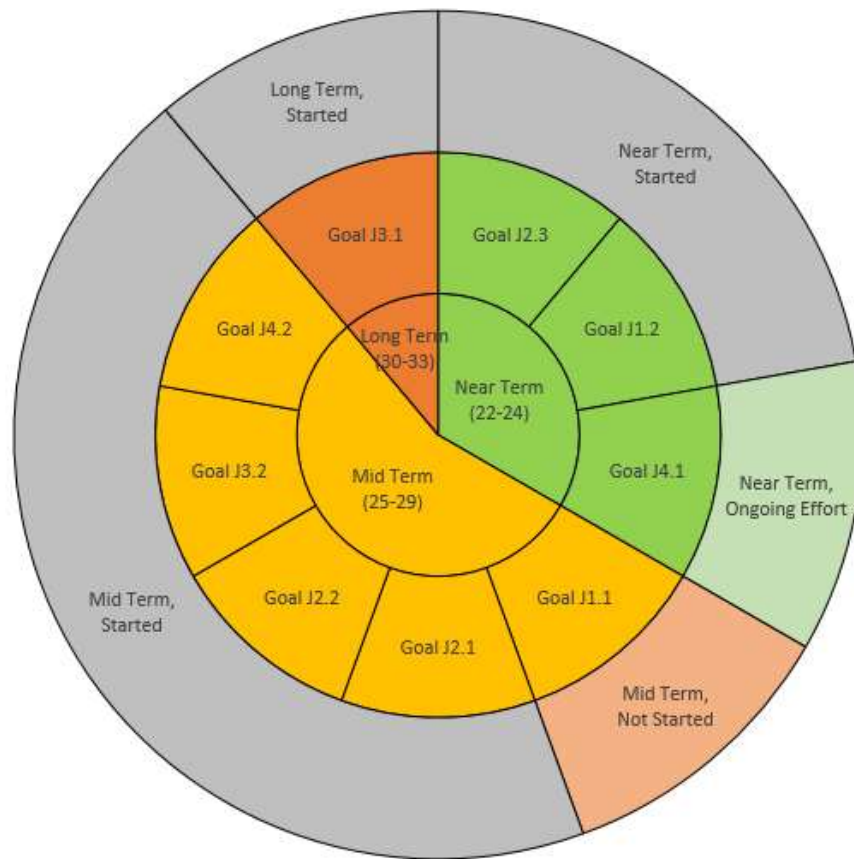 Long Term,
Started
Near Term,
Started
Goal J3.1
Goal J2.3
Goal J4.2
Goal J1.2
Long Term
(30-33)
Near Term
(22-24)
Goal J3.2
Goal J4.1
Near Term,
Ongoing Effort
Mid Term
(25-29)
Mid Term,
Started
Goal J2.2
Goal J1.1
Goal J2.1
Mid Term,
Not Started